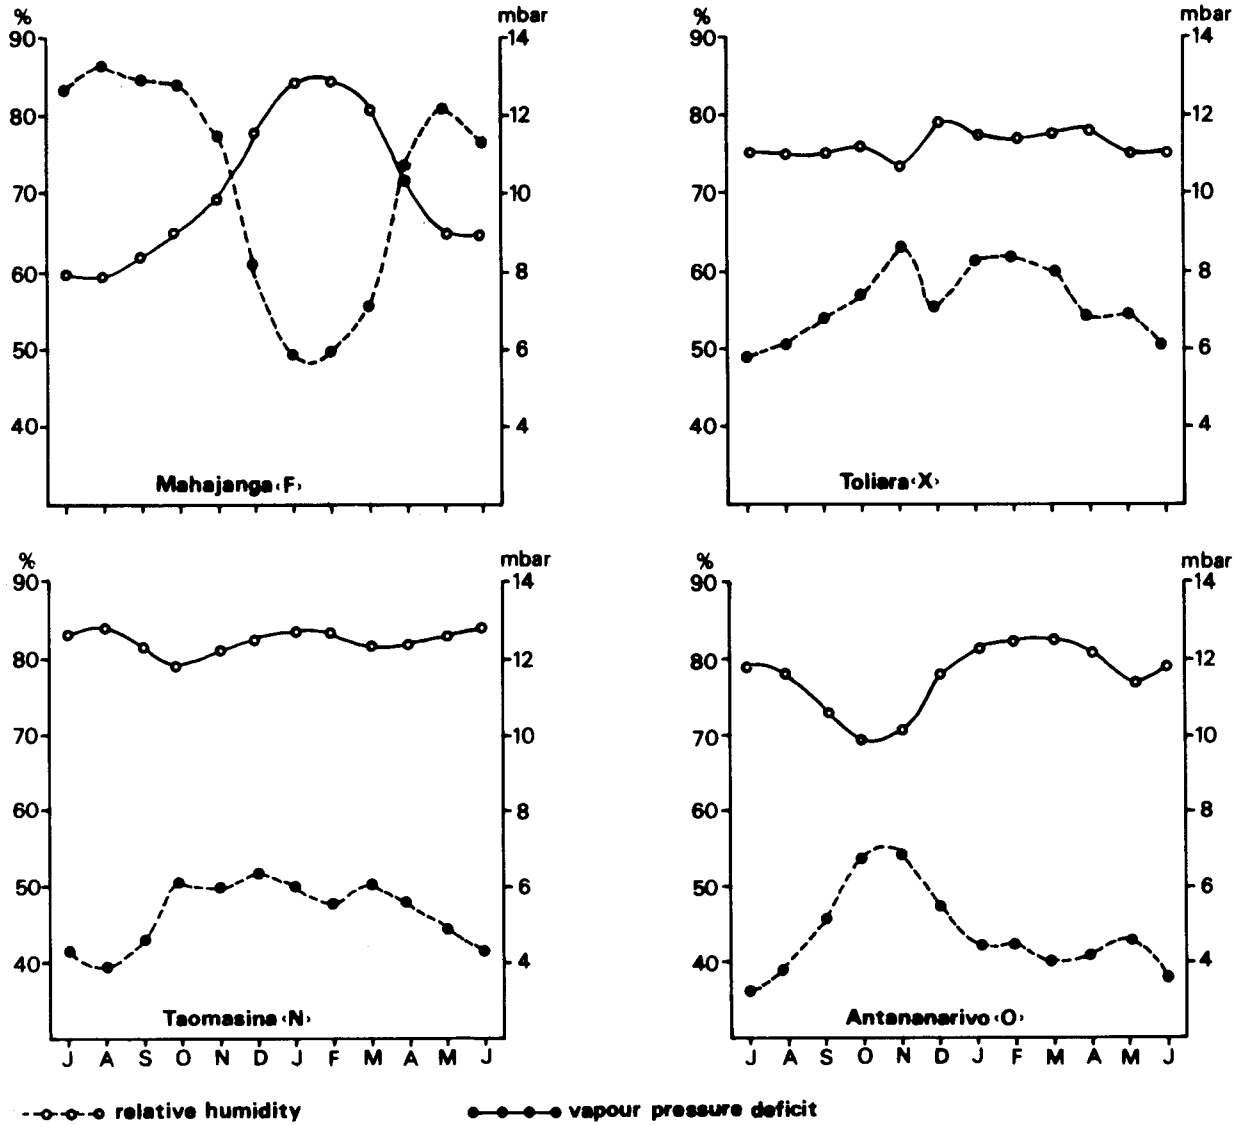 % mbar
90 14
80 12
70 10
60 8
50 6
40 4
Mahajanga ‹F›
% mbar
90 14
80 12
70 10
60 8
50 6
40 4
Toliara ‹X›
% mbar
90 14
80 12
70 10
60 8
50 6
40 4
Taomasina ‹N›
J A S O N D J F M A M J
% mbar
90 14
80 12
70 10
60 8
50 6
40 4
Antananarivo ‹O›
J A S O N D J F M A M J
relative humidity
vapour pressure deficit